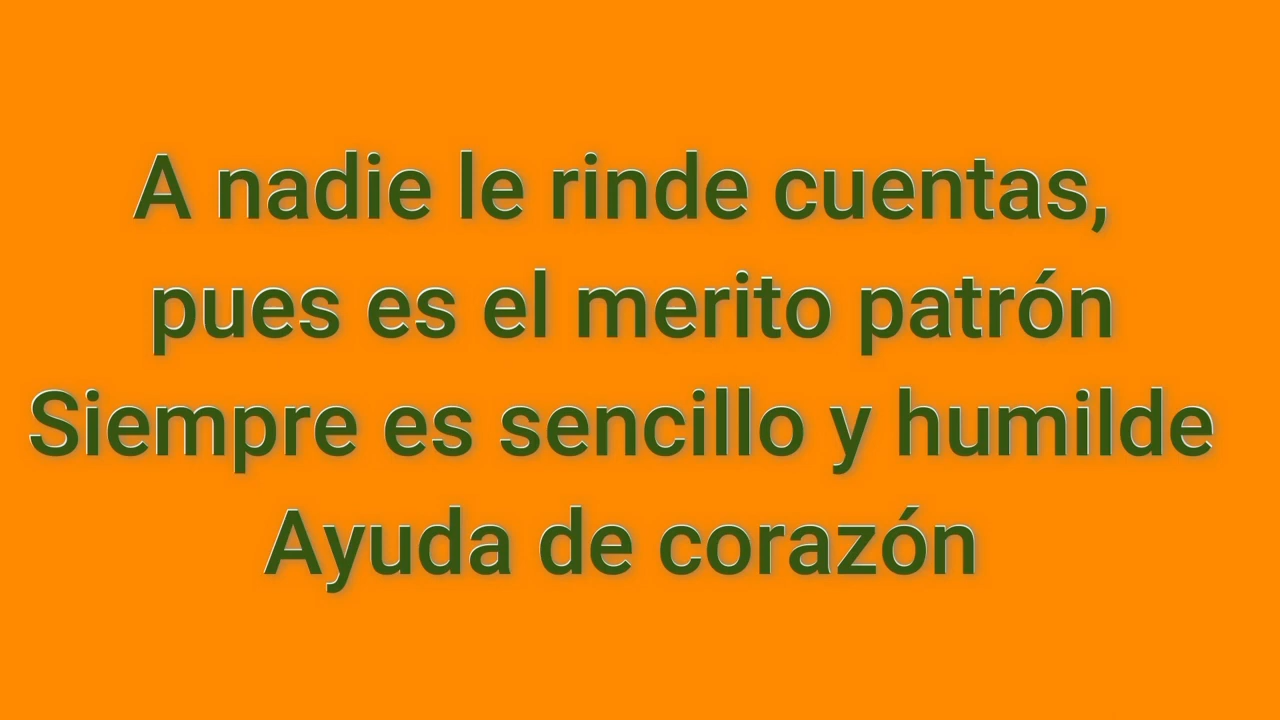 A nadie le rinde cuentas,
pues es el merito patrón
Siempre es sencillo y humilde
Ayuda de corazón